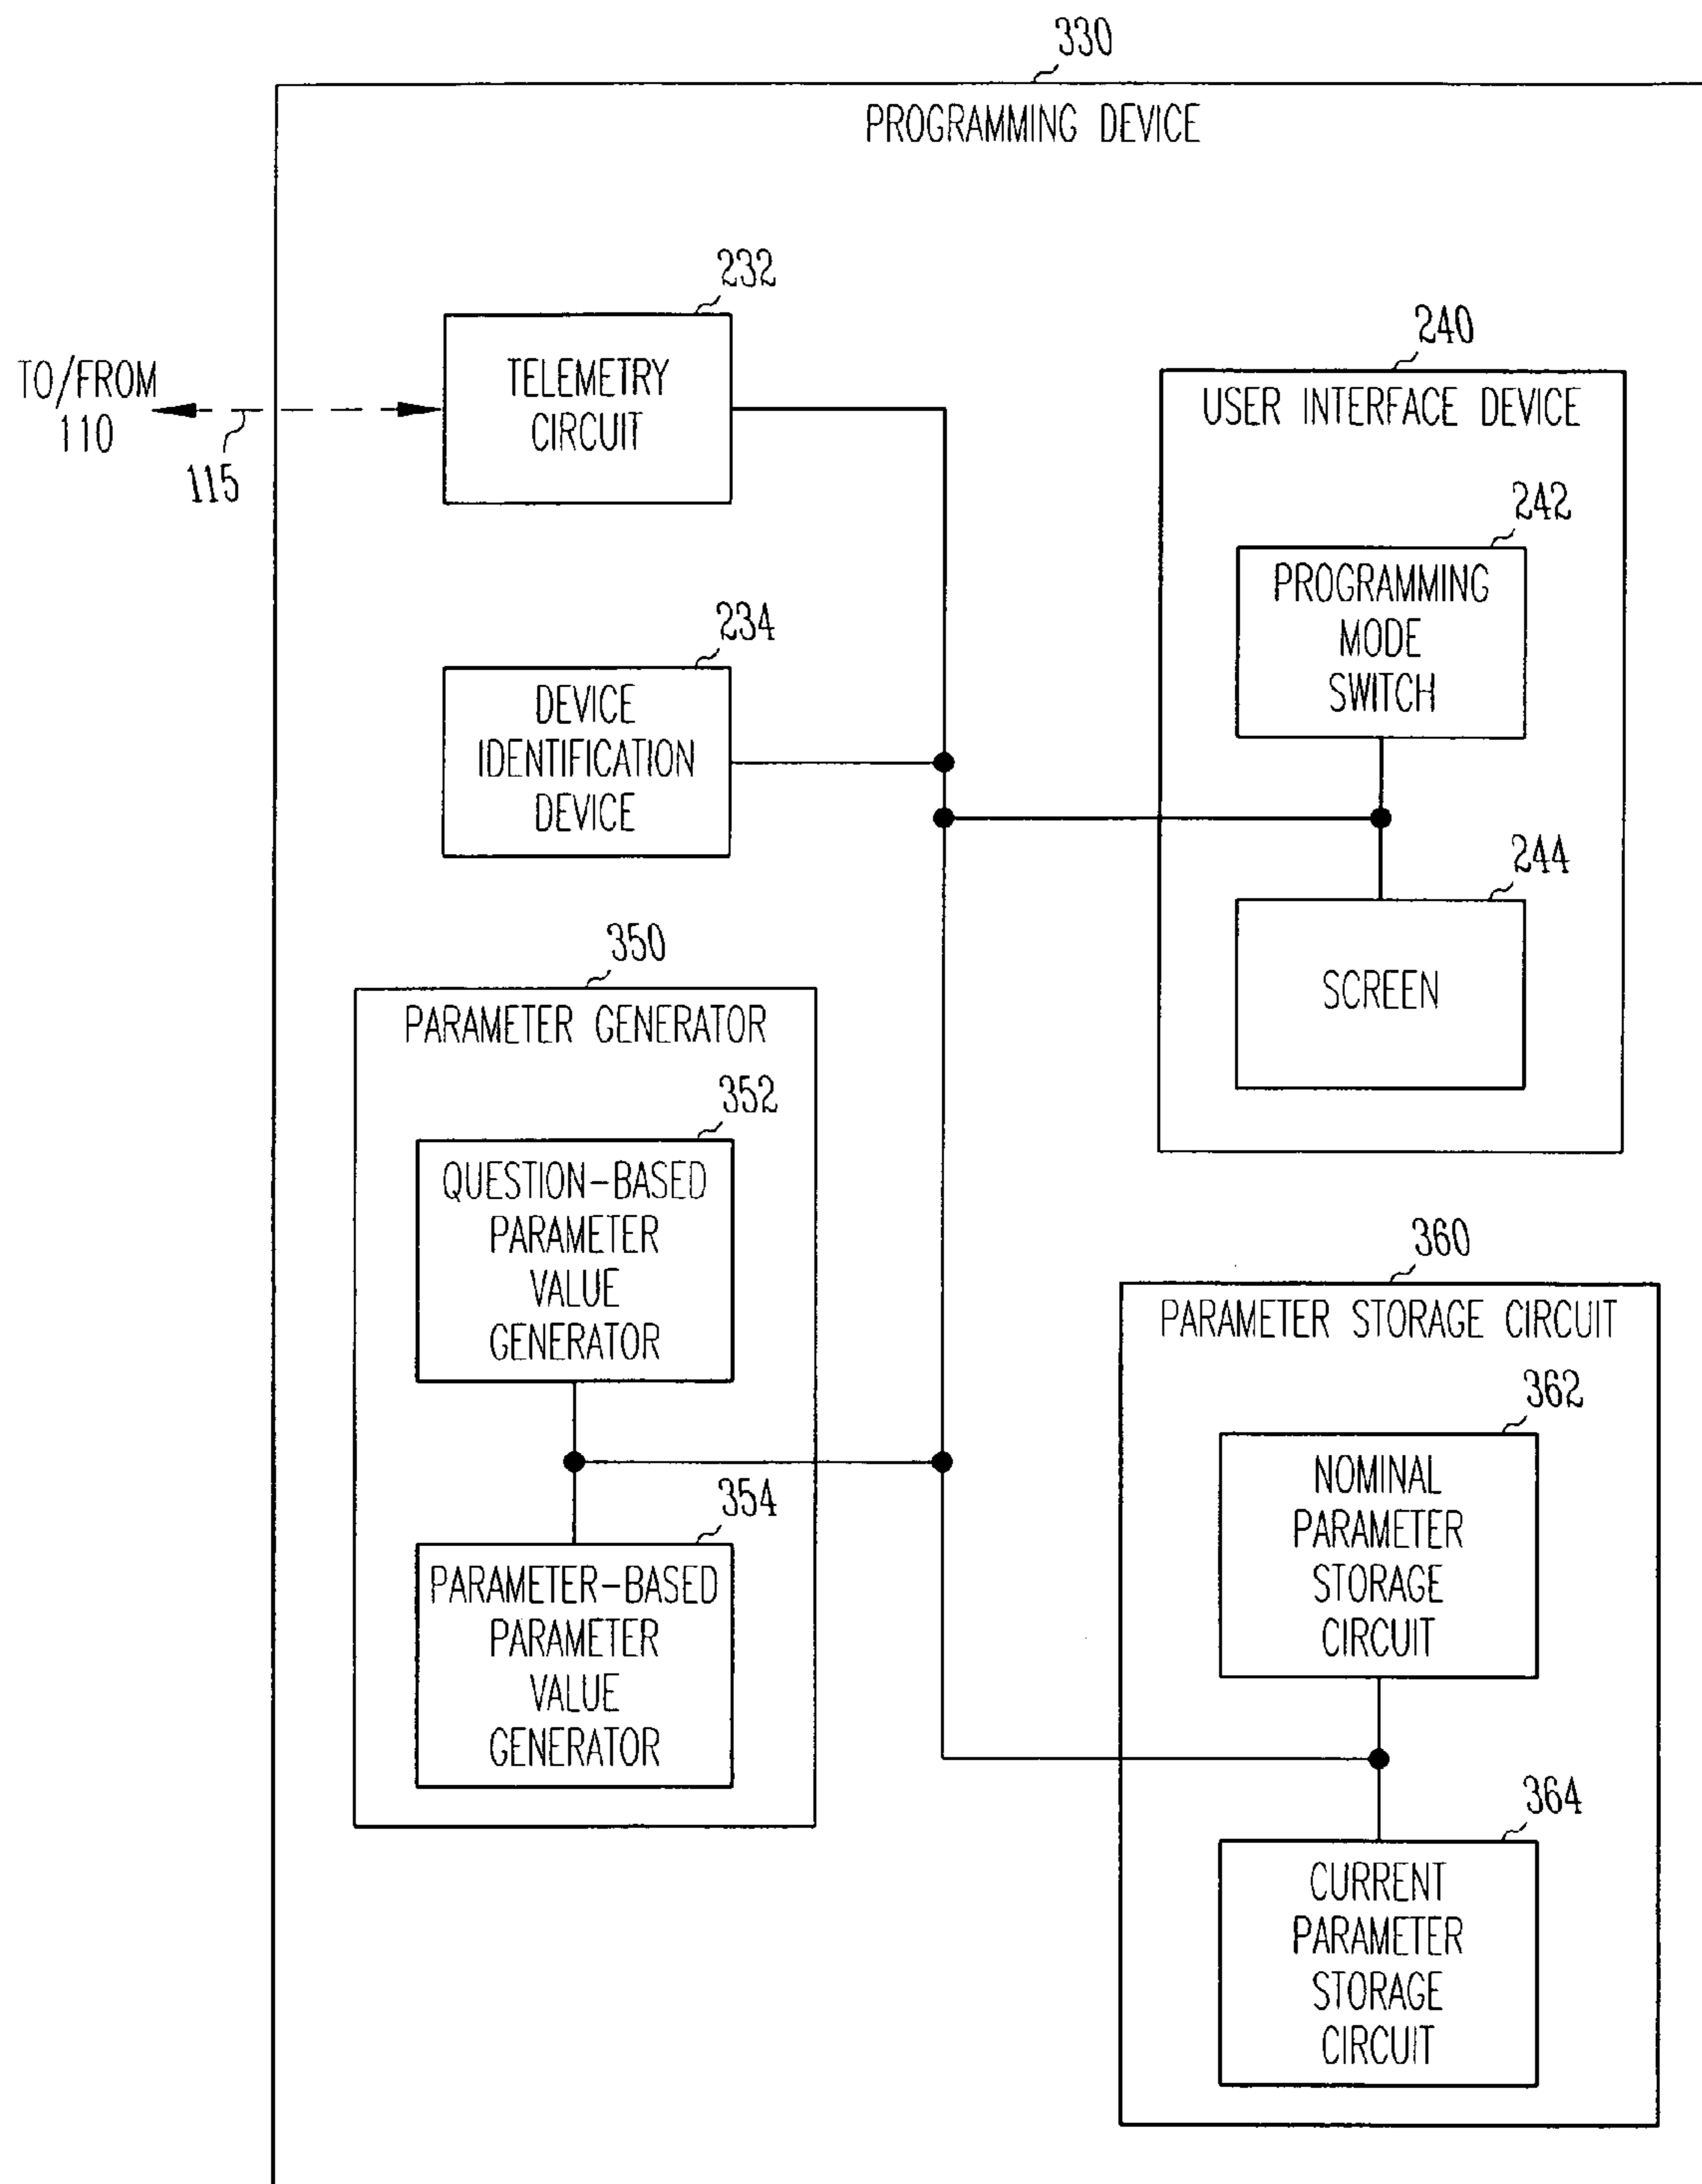 330
PROGRAMMING DEVICE
232
TELEMETRY
CIRCUIT
TO/FROM
110
115
240
USER INTERFACE DEVICE
242
PROGRAMMING
MODE
SWITCH
234
DEVICE
IDENTIFICATION
DEVICE
244
SCREEN
350
PARAMETER GENERATOR
352
QUESTION-BASED
PARAMETER
VALUE
GENERATOR
354
PARAMETER-BASED
PARAMETER
VALUE
GENERATOR
360
PARAMETER STORAGE CIRCUIT
362
NOMINAL
PARAMETER
STORAGE
CIRCUIT
364
CURRENT
PARAMETER
STORAGE
CIRCUIT